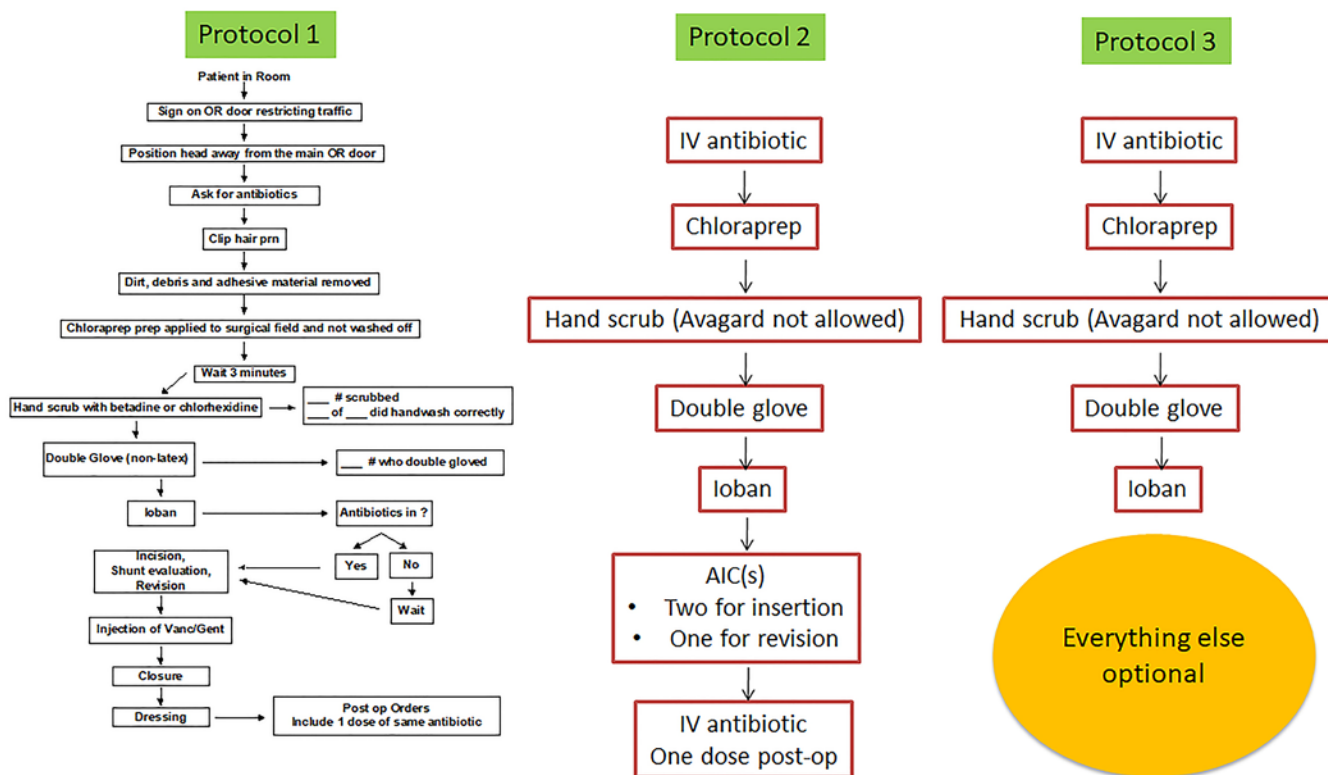 Protocol 1
Patient in Room
Sign on OR door restricting traffic
Position head away from the main OR door
Ask for antibiotics
Clip hair prn
Dirt, debris and adhesive material removed
Chloraprep prep applied to surgical field and not washed off
Wait 3 minutes
Hand scrub with betadine or chlorhexidine
___ # scrubbed
___ of ___ did handwash correctly
Double Glove (non-latex)
___ # who double gloved
Ioban
Antibiotics in ?
Yes
No
Wait
Incision,
Shunt evaluation,
Revision
Injection of Vanc/Gent
Closure
Dressing
Post op Orders
Include 1 dose of same antibiotic
Protocol 2
IV antibiotic
Chloraprep
Hand scrub (Avagard not allowed)
Double glove
Ioban
AIC(s)
• Two for insertion
• One for revision
IV antibiotic
One dose post-op
Protocol 3
IV antibiotic
Chloraprep
Hand scrub (Avagard not allowed)
Double glove
Ioban
Everything else
optional